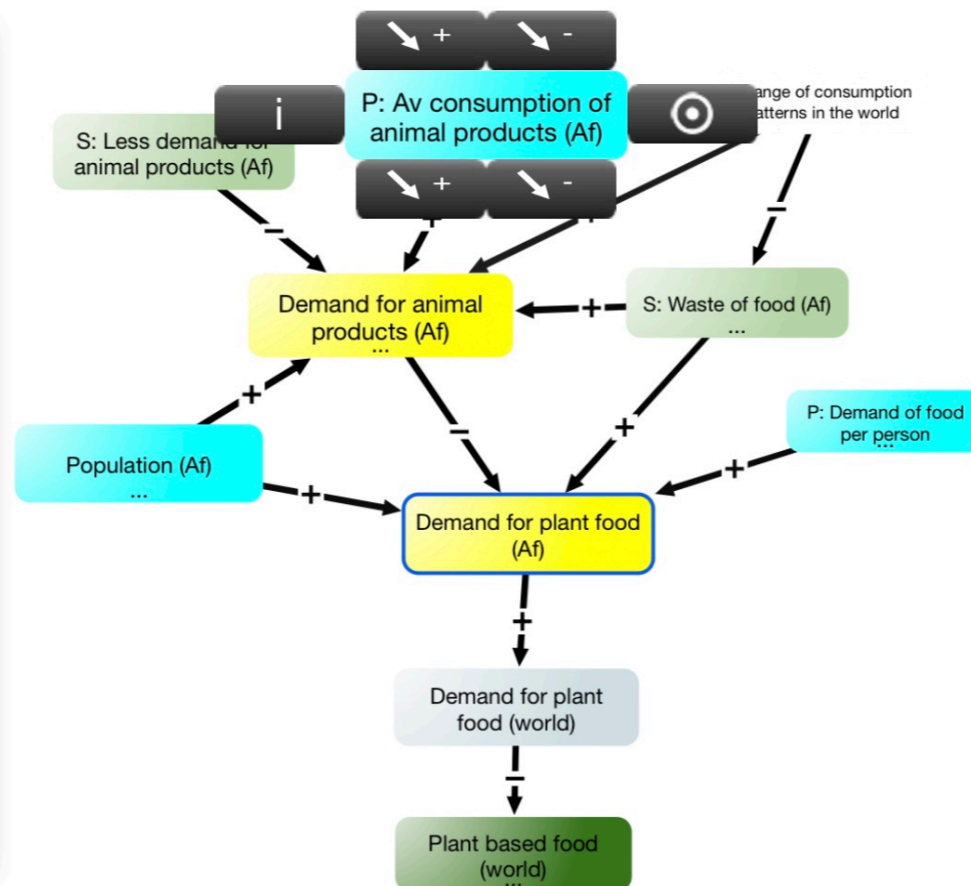 +
-
i
P: Av consumption of
animal products (Af)
ange of consumption
atterns in the world
S: Less demand for
animal products (Af)
+
-
–
+
+
–
Demand for animal
products (Af)
...
+
S: Waste of food (Af)
...
+
–
+
P: Demand of food
per person
...
Population (Af)
...
+
+
Demand for plant food
(Af)
+
Demand for plant
food (world)
–
Plant based food
(world)
...